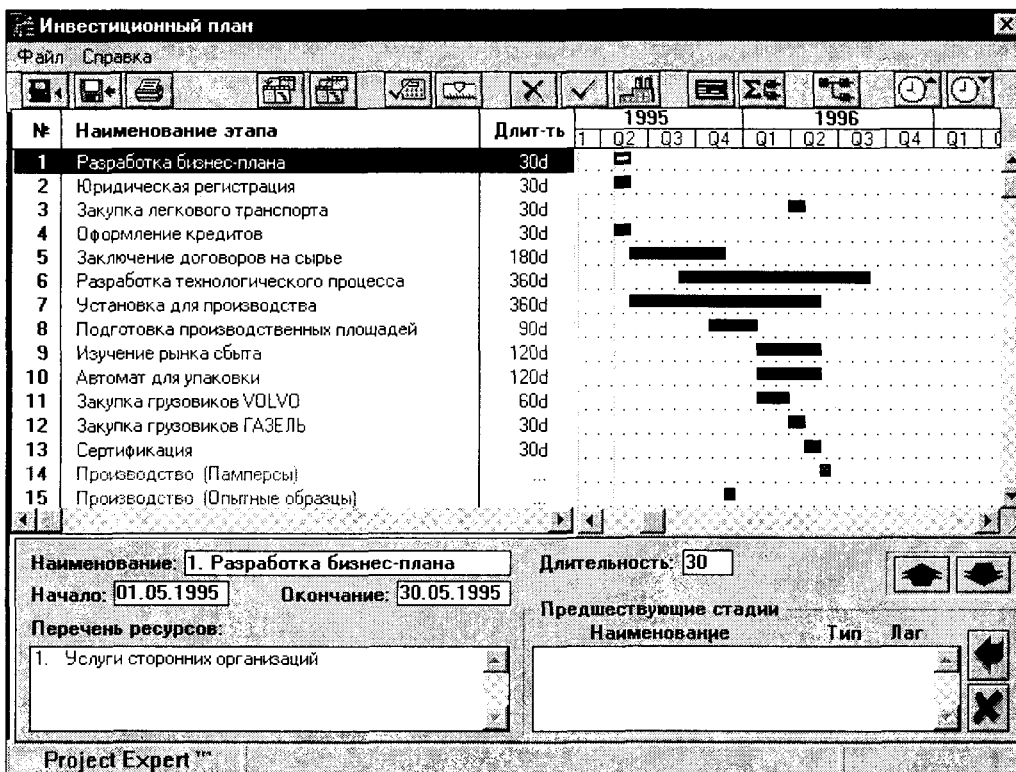 Инвестиционный план
Файл Справка
№ Наименование этапа Длит-ть 1995 1996
1 Q2 Q3 Q4 Q1 Q2 Q3 Q4 Q1
1 Разработка бизнес-плана 30d
2 Юридическая регистрация 30d
3 Закупка легкового транспорта 30d
4 Оформление кредитов 30d
5 Заключение договоров на сырье 180d
6 Разработка технологического процесса 360d
7 Установка для производства 360d
8 Подготовка производственных площадей 90d
9 Изучение рынка сбыта 120d
10 Автомат для упаковки 120d
11 Закупка грузовиков VOLVO 60d
12 Закупка грузовиков ГАЗЕЛЬ 30d
13 Сертификация 30d
14 Производство (Памперсы) ...
15 Производство (Опытные образцы) ...
Наименование: 1. Разработка бизнес-плана Длительность: 30
Начало: 01.05.1995 Окончание: 30.05.1995
Предшествующие стадии
Перечень ресурсов: Наименование Тип Лаг
1. Услуги сторонних организаций
Project Expert ™